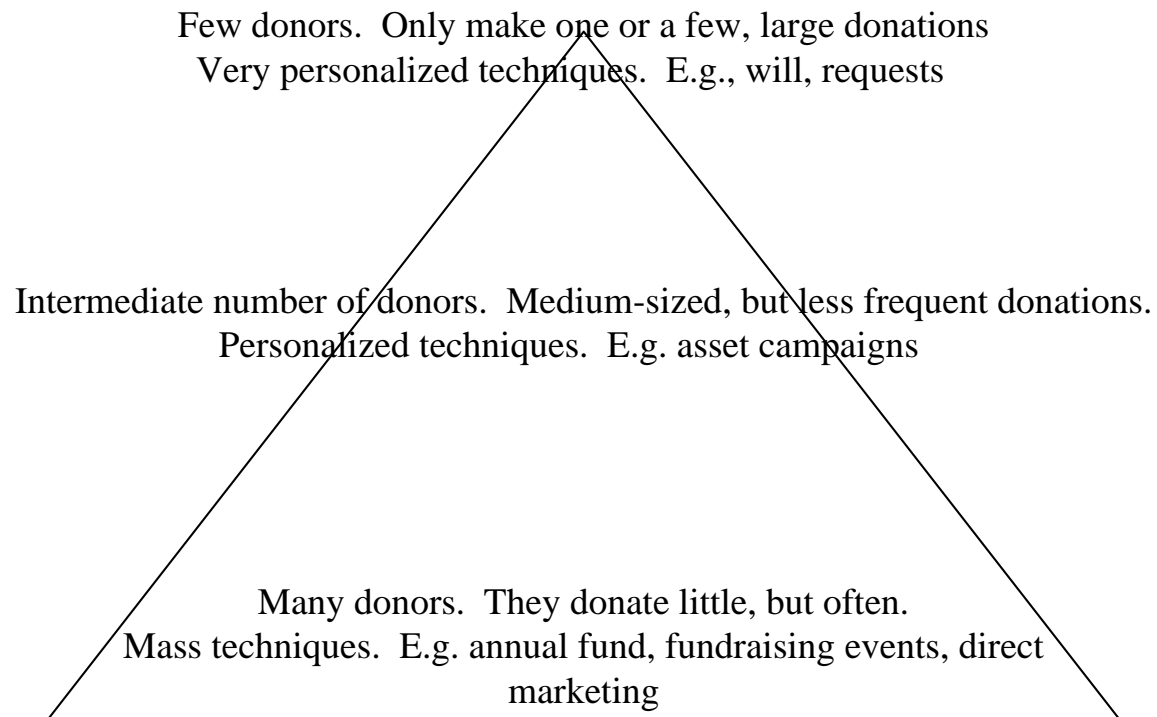 Few donors.  Only make one or a few, large donations
Very personalized techniques.  E.g., will, requests
Intermediate number of donors.  Medium-sized, but less frequent donations.
Personalized techniques.  E.g. asset campaigns
Many donors.  They donate little, but often.
Mass techniques.  E.g. annual fund, fundraising events, direct
marketing